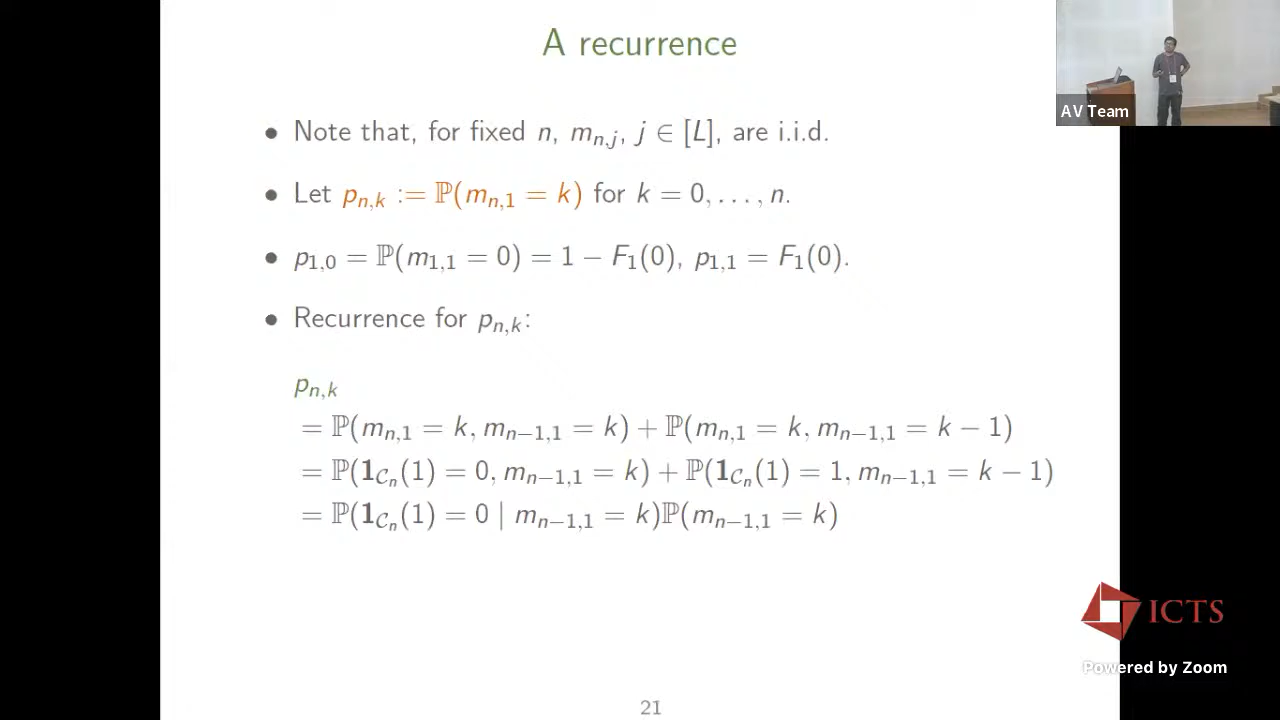 A recurrence
AV Team
• Note that, for fixed n, m_{n,j}, j ∈ [L], are i.i.d.
• Let p_{n,k} := ℙ(m_{n,1} = k) for k = 0, . . . , n.
• p_{1,0} = ℙ(m_{1,1} = 0) = 1 − F_1(0), p_{1,1} = F_1(0).
• Recurrence for p_{n,k}:
p_{n,k}
= ℙ(m_{n,1} = k, m_{n−1,1} = k) + ℙ(m_{n,1} = k, m_{n−1,1} = k − 1)
= ℙ(𝟏_{𝒞_n}(1) = 0, m_{n−1,1} = k) + ℙ(𝟏_{𝒞_n}(1) = 1, m_{n−1,1} = k − 1)
= ℙ(𝟏_{𝒞_n}(1) = 0 | m_{n−1,1} = k)ℙ(m_{n−1,1} = k)
ICTS
Powered by Zoom
21